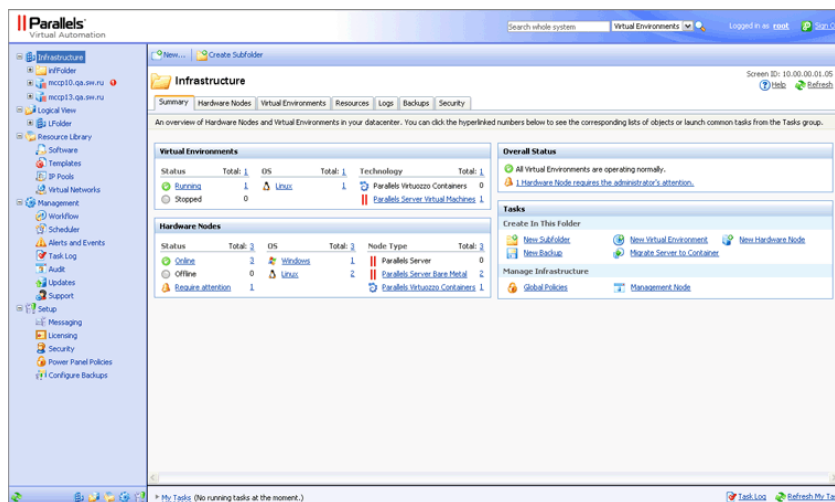 Parallels
Virtual Automation
Search whole system
Virtual Environments
Logged in as root
Sign O
Infrastructure
infFolder
mccp10.qa.sw.ru
mccp13.qa.sw.ru
Logical View
LFolder
Resource Library
Software
Templates
IP Pools
Virtual Networks
Management
Workflow
Scheduler
Alerts and Events
Task Log
Audit
Updates
Support
Setup
Messaging
Licensing
Security
Power Panel Policies
Configure Backups
New... Create Subfolder
Infrastructure
Screen ID: 10.00.00.01.05
Help Refresh
Summary Hardware Nodes Virtual Environments Resources Logs Backups Security
An overview of Hardware Nodes and Virtual Environments in your datacenter. You can click the hyperlinked numbers below to see the corresponding lists of objects or launch common tasks from the Tasks group.
Virtual Environments
Status Total: 1 OS Total: 1 Technology Total: 1
Running 1 Linux 1 Parallels Virtuozzo Containers 0
Stopped 0 Parallels Server Virtual Machines 1
Hardware Nodes
Status Total: 3 OS Total: 3 Node Type Total: 3
Online 3 Windows 1 Parallels Server 0
Offline 0 Linux 2 Parallels Server Bare Metal 2
Require attention 1 Parallels Virtuozzo Containers 1
Overall Status
All Virtual Environments are operating normally.
1 Hardware Node requires the administrator's attention.
Tasks
Create In This Folder
New Subfolder New Virtual Environment New Hardware Node
New Backup Migrate Server to Container
Manage Infrastructure
Global Policies Management Node
My Tasks (No running tasks at the moment.)
Task Log Refresh My Ta